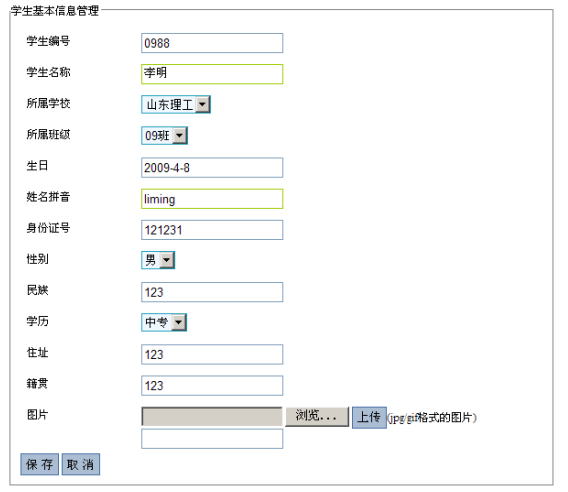 学生基本信息管理
学生编号 0988
学生名称 李明
所属学校 山东理工
所属班级 09班
生日 2009-4-8
姓名拼音 liming
身份证号 121231
性别 男
民族 123
学历 中专
住址 123
籍贯 123
图片 浏览... 上传 (jpg/gif格式的图片)
保存 取消